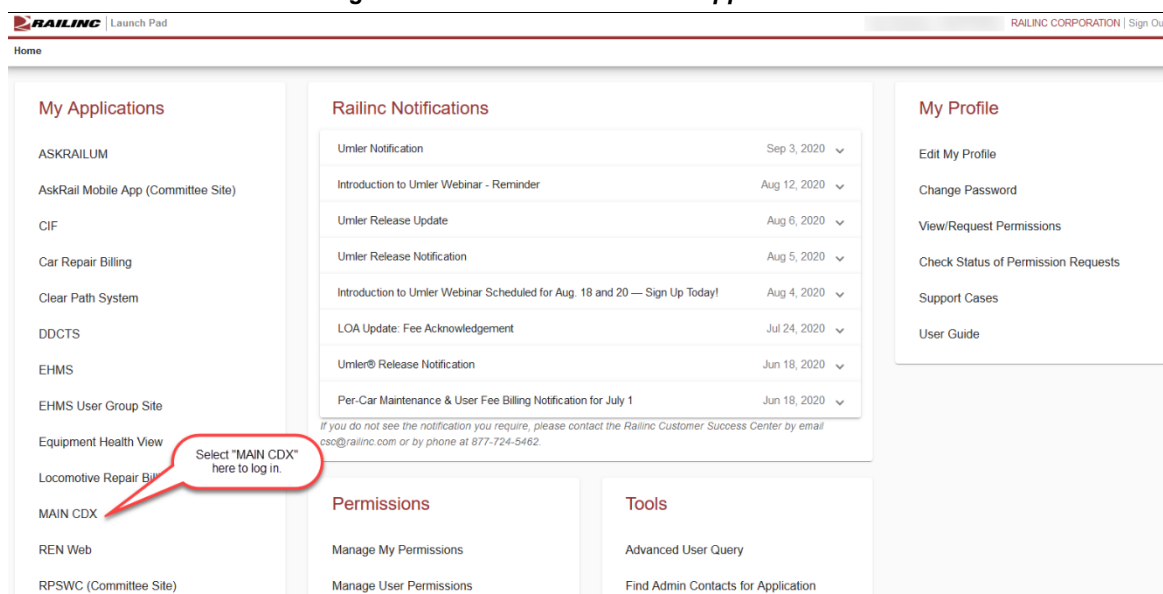 RAILINC Launch Pad
RAILINC CORPORATION | Sign Ou
Home
My Applications
ASKRAILUM
AskRail Mobile App (Committee Site)
CIF
Car Repair Billing
Clear Path System
DDCTS
EHMS
EHMS User Group Site
Equipment Health View
Locomotive Repair Bil
MAIN CDX
REN Web
RPSWC (Committee Site)
Select "MAIN CDX"
here to log in.
Railinc Notifications
Umler Notification Sep 3, 2020
Introduction to Umler Webinar - Reminder Aug 12, 2020
Umler Release Update Aug 6, 2020
Umler Release Notification Aug 5, 2020
Introduction to Umler Webinar Scheduled for Aug. 18 and 20 — Sign Up Today! Aug 4, 2020
LOA Update: Fee Acknowledgement Jul 24, 2020
Umler® Release Notification Jun 18, 2020
Per-Car Maintenance & User Fee Billing Notification for July 1 Jun 18, 2020
If you do not see the notification you require, please contact the Railinc Customer Success Center by email
csc@railinc.com or by phone at 877-724-5462.
Permissions
Manage My Permissions
Manage User Permissions
Tools
Advanced User Query
Find Admin Contacts for Application
My Profile
Edit My Profile
Change Password
View/Request Permissions
Check Status of Permission Requests
Support Cases
User Guide